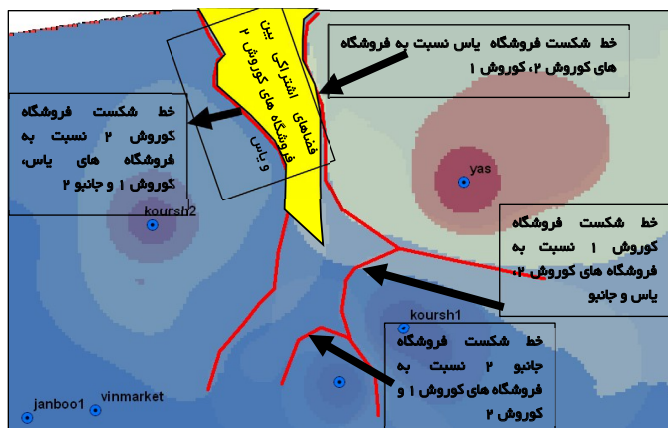 خط شکست فروشگاه یاس نسبت به فروشگاه
های کوروش ۲، کوروش ۱
فضاهای اشتراکی بین
فروشگاه های کوروش ۲
و یاس
خط شکست فروشگاه
کوروش ۲ نسبت به
فروشگاه های یاس،
کوروش ۱ و جانبو ۲
yas
koursh2
خط شکست فروشگاه
کوروش ۱ نسبت به
فروشگاه های کوروش ۲،
یاس و جانبو
koursh1
خط شکست فروشگاه
جانبو ۲ نسبت به
فروشگاه های کوروش ۱ و
کوروش ۲
janboo1
vinmarket